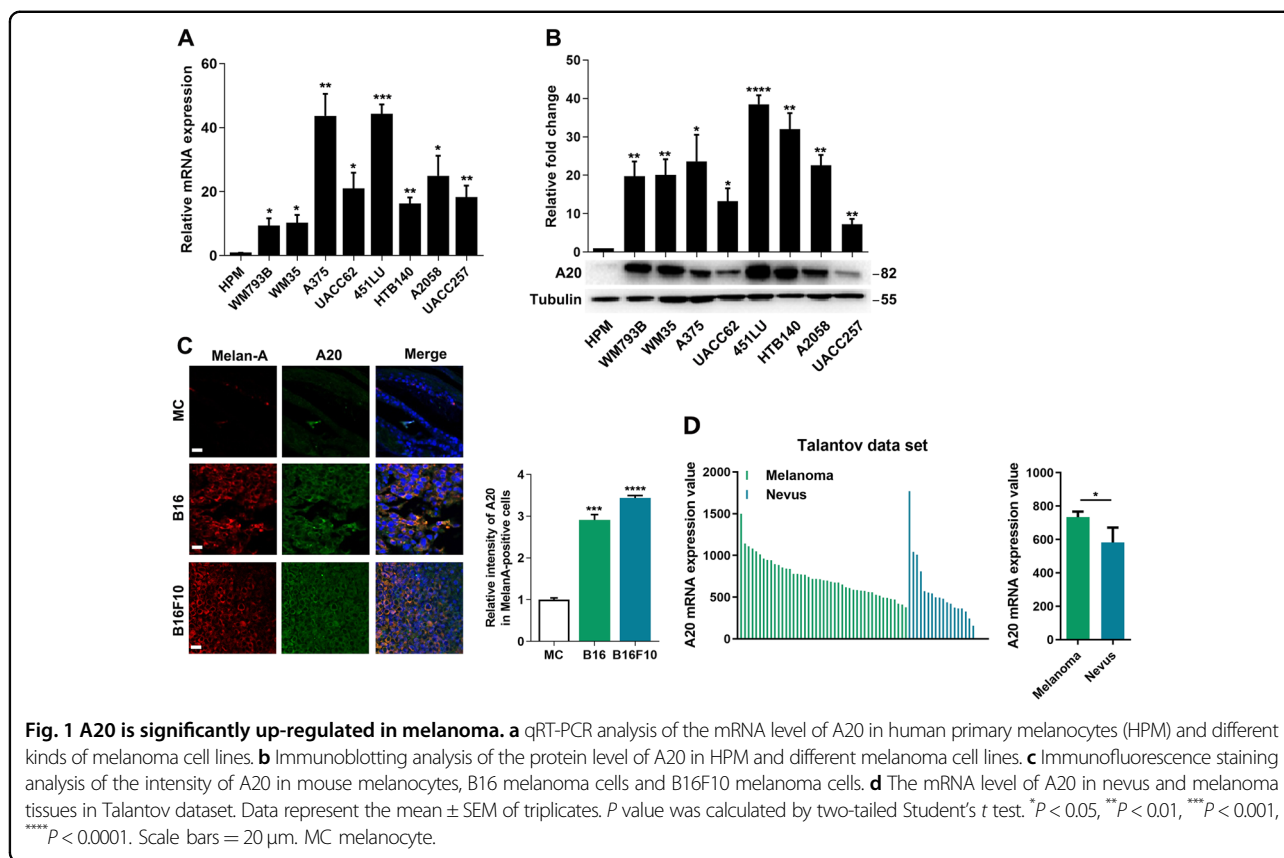 A
Relative mRNA expression
60
40
20
0
**
***
*
*
*
*
**
**
HPM
WM793B
WM35
A375
UACC62
451LU
HTB140
A2058
UACC257
B
Relative fold change
50
40
30
20
10
0
**
**
*
*
****
**
**
**
A20
-82
Tubulin
-55
HPM
WM793B
WM35
A375
UACC62
451LU
HTB140
A2058
UACC257
C
Melan-A A20 Merge
MC
B16
B16F10
Relative intensity of A20
in MelanA-positive cells
4
3
2
1
0
***
****
MC B16 B16F10
D
Talantov data set
A20 mRNA expression value
2000
1500
1000
500
0
Melanoma
Nevus
A20 mRNA expression value
1000
800
600
400
200
0
*
Melanoma
Nevus
Fig. 1 A20 is significantly up-regulated in melanoma. a qRT-PCR analysis of the mRNA level of A20 in human primary melanocytes (HPM) and different
kinds of melanoma cell lines. b Immunoblotting analysis of the protein level of A20 in HPM and different melanoma cell lines. c Immunofluorescence staining
analysis of the intensity of A20 in mouse melanocytes, B16 melanoma cells and B16F10 melanoma cells. d The mRNA level of A20 in nevus and melanoma
tissues in Talantov dataset. Data represent the mean ± SEM of triplicates. P value was calculated by two-tailed Student's t test. *P < 0.05, **P < 0.01, ***P < 0.001,
****P < 0.0001. Scale bars = 20 μm. MC melanocyte.